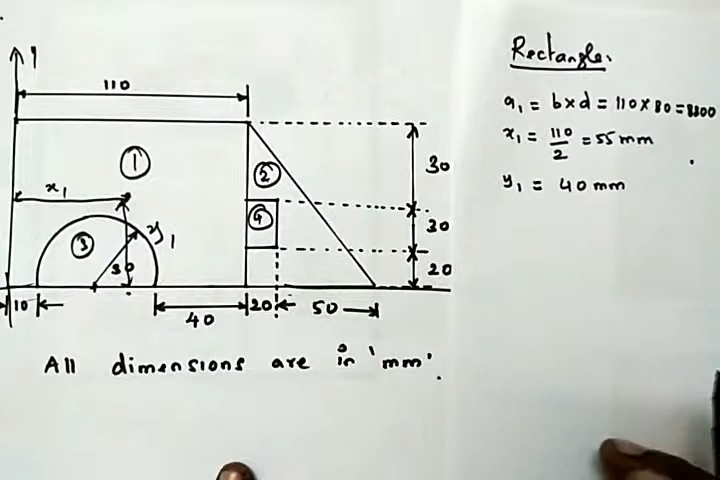 Rectangle.
a₁ = b×d = 110 × 80 = 8800
x₁ = 110/2 = 55 mm
y₁ = 40 mm
Y
110
①
②
30
x₁
④
30
③
y₁
30
20
10
40
20
50
All dimensions are in 'mm'.